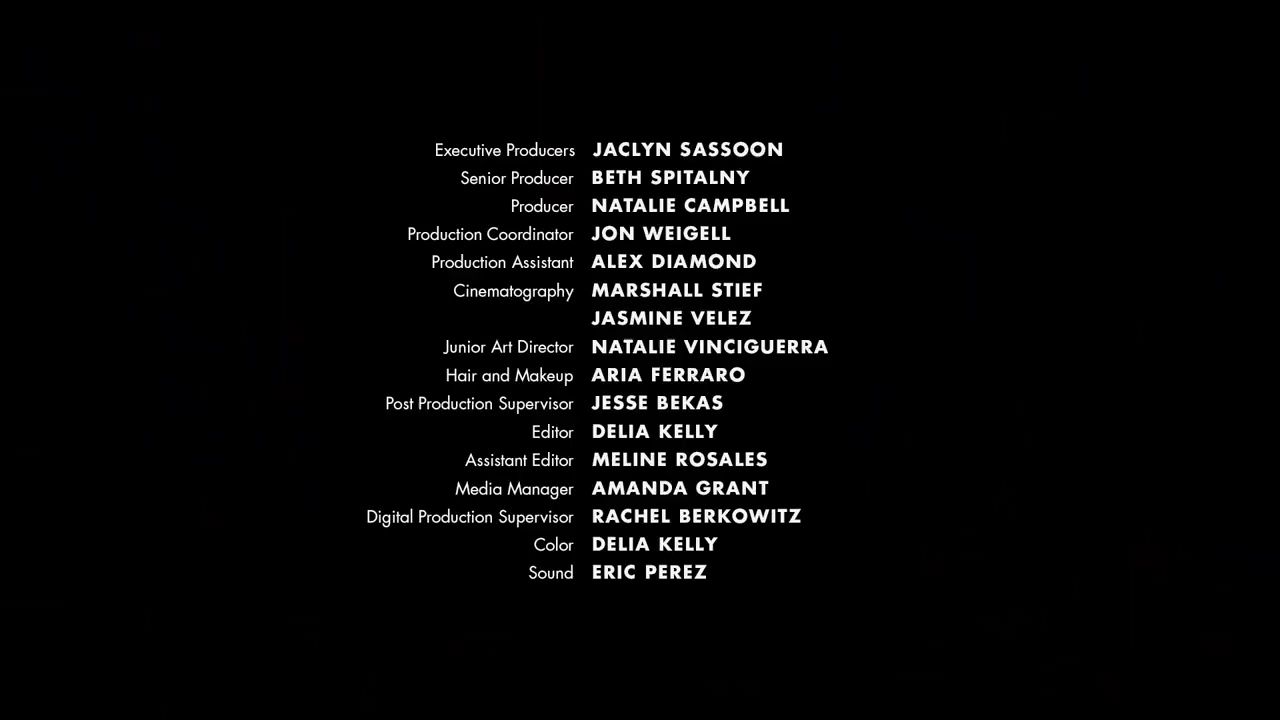 Executive Producers JACLYN SASSOON
Senior Producer BETH SPITALNY
Producer NATALIE CAMPBELL
Production Coordinator JON WEIGELL
Production Assistant ALEX DIAMOND
Cinematography MARSHALL STIEF
JASMINE VELEZ
Junior Art Director NATALIE VINCIGUERRA
Hair and Makeup ARIA FERRARO
Post Production Supervisor JESSE BEKAS
Editor DELIA KELLY
Assistant Editor MELINE ROSALES
Media Manager AMANDA GRANT
Digital Production Supervisor RACHEL BERKOWITZ
Color DELIA KELLY
Sound ERIC PEREZ